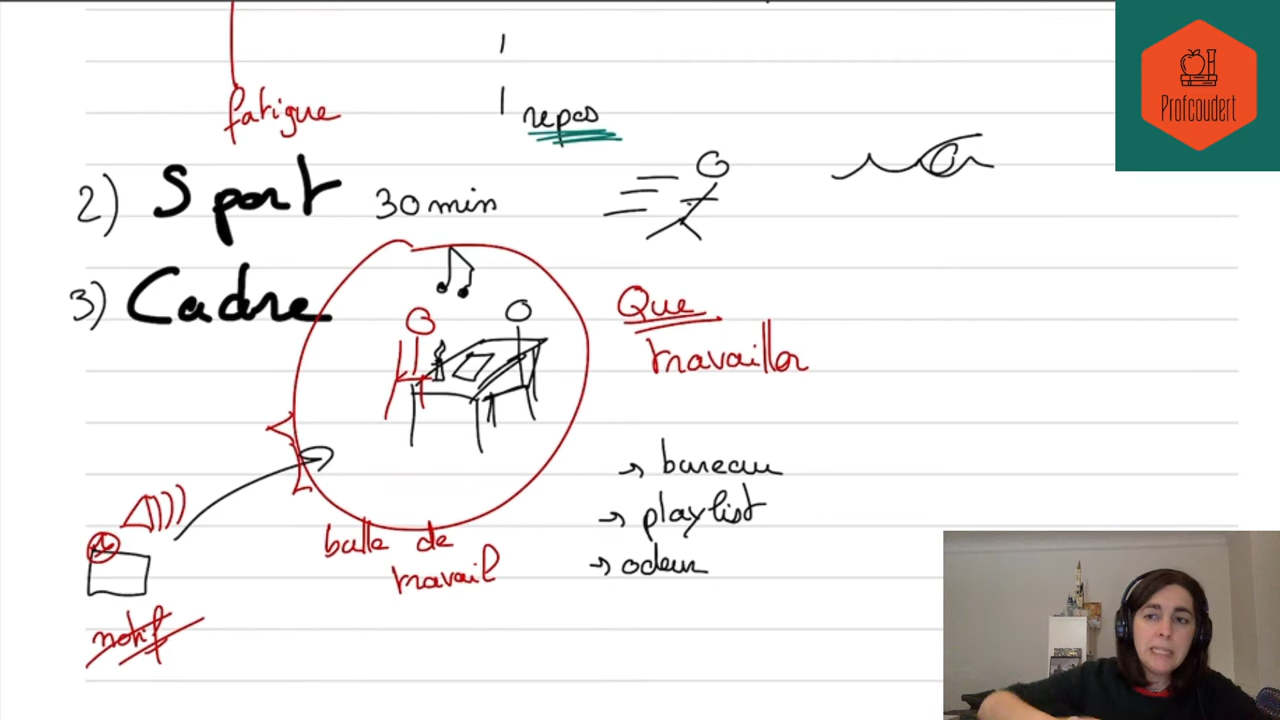 Profcoudert
fatigue
repos
2) Sport 30 min
3) Cadre
Que
travailler
→ bureau
→ playlist
→ odeur
bulle de
travail
notif